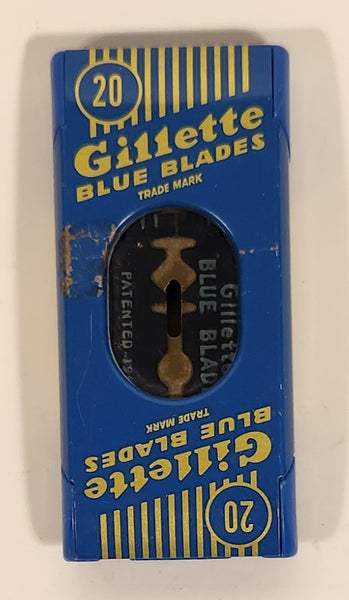 20
Gillette
BLUE BLADES
TRADE MARK
Gillette
BLUE BLAD
PATENTED
TRADE MARK
BLUE BLADES
Gillette
20